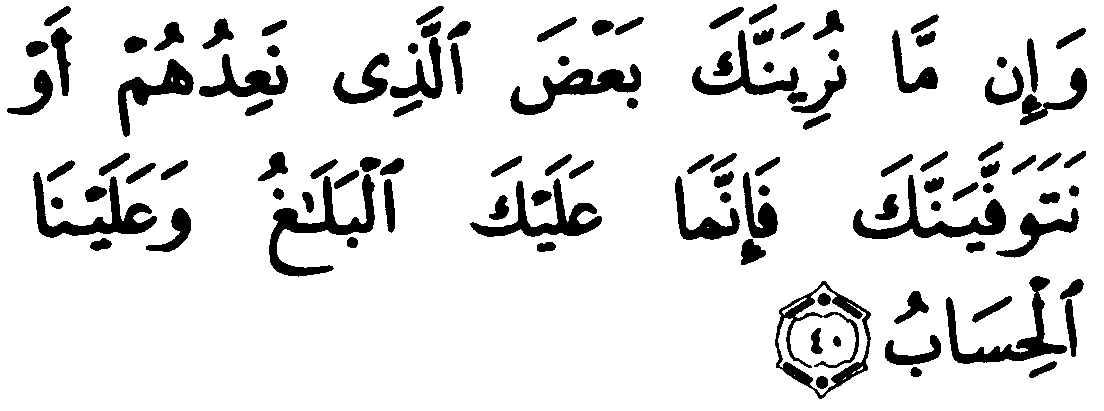 وَإِن مَّا نُرِيَنَّكَ بَعْضَ ٱلَّذِى نَعِدُهُمْ أَوْ
نَتَوَفَّيَنَّكَ فَإِنَّمَا عَلَيْكَ ٱلْبَلَـٰغُ وَعَلَيْنَا
ٱلْحِسَابُ ٤٠